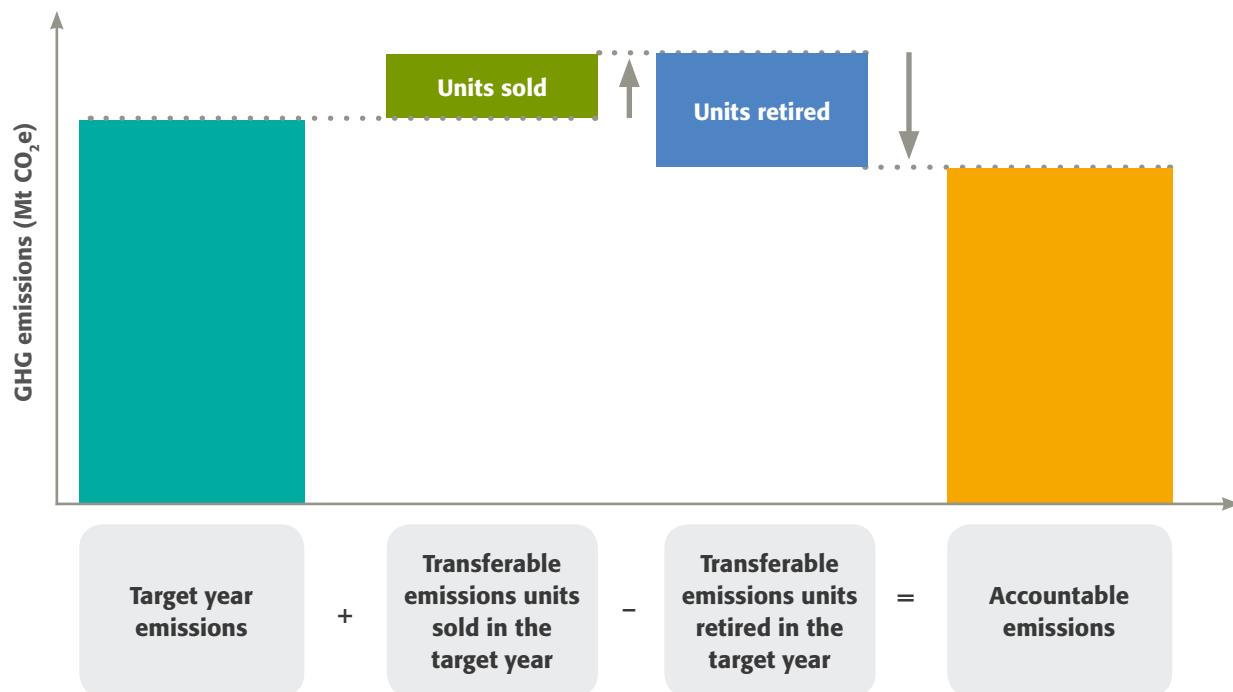 GHG emissions (Mt CO₂e)
Units sold
Units retired
Target year
emissions
+
Transferable
emissions units
sold in the
target year
–
Transferable
emissions units
retired in the
target year
=
Accountable
emissions